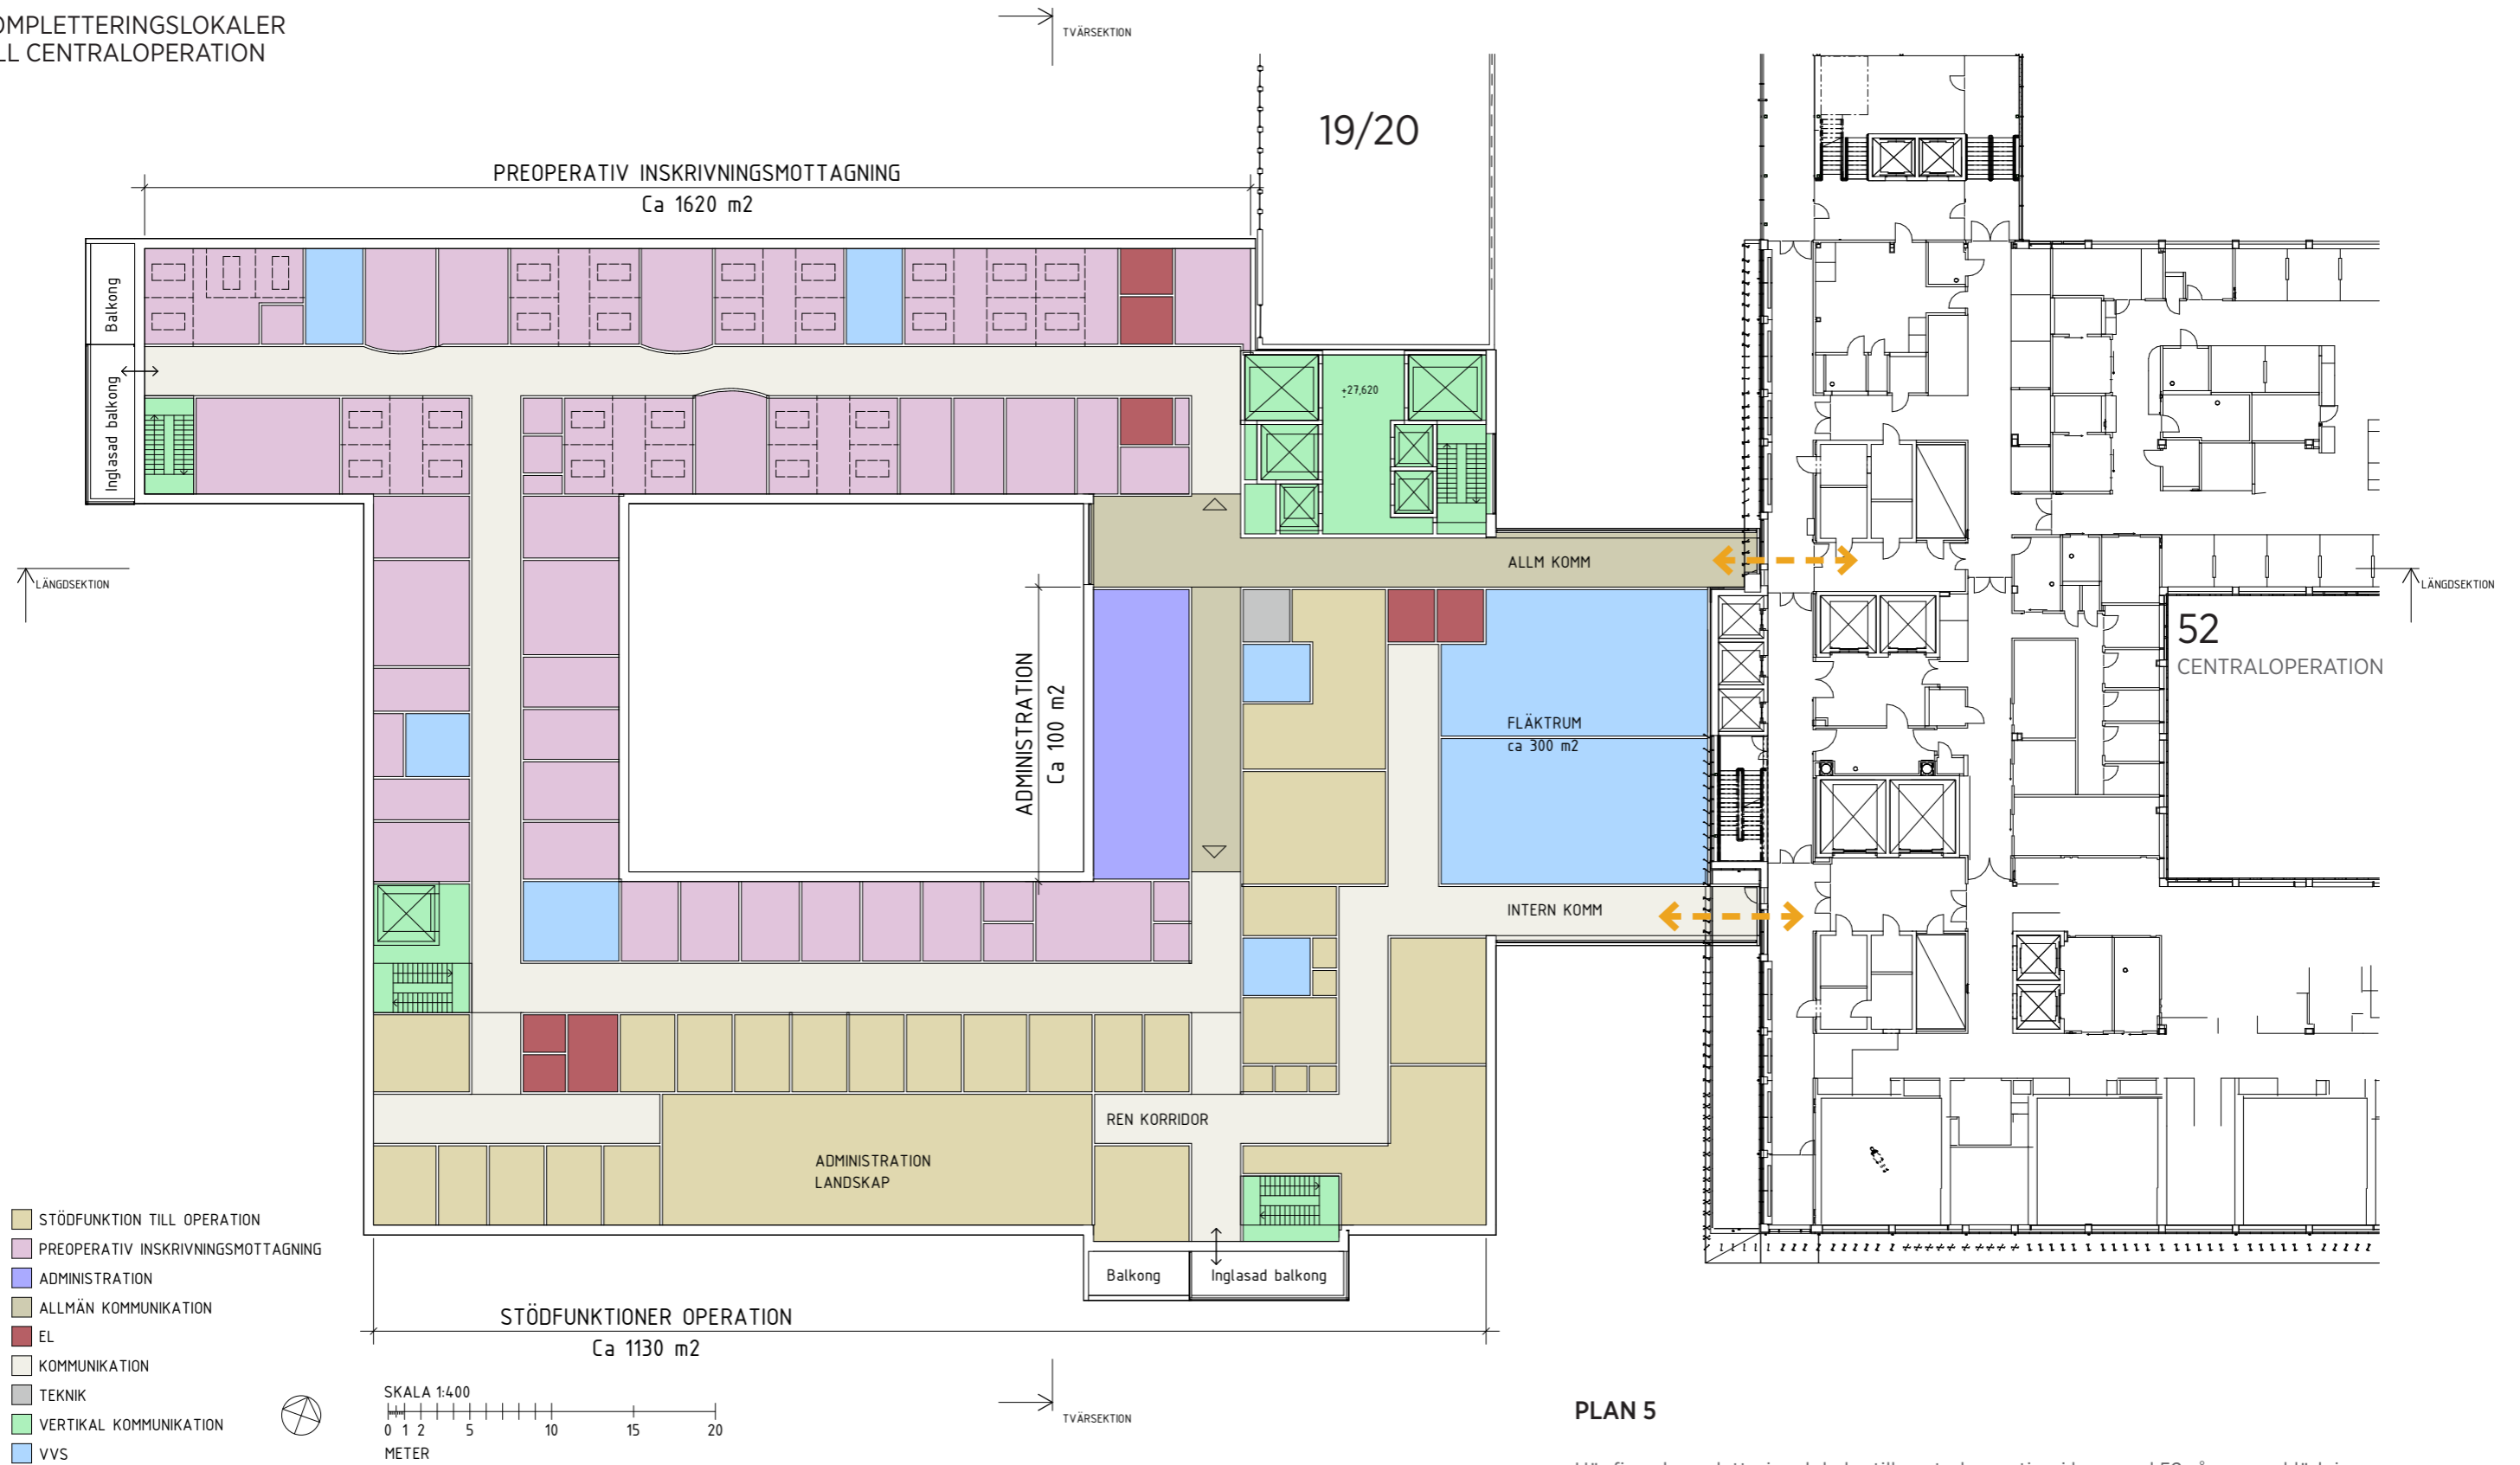 OMPLETTERINGSLOKALER
LL CENTRALOPERATION
TVÄRSEKTION
19/20
PREOPERATIV INSKRIVNINGSMOTTAGNING
Ca 1620 m2
Balkong
Inglasad balkong
+27,620
LÄNGDSEKTION
ALLM KOMM
LÄNGDSEKTION
52
CENTRALOPERATION
ADMINISTRATION
Ca 100 m2
FLÄKTRUM
ca 300 m2
INTERN KOMM
REN KORRIDOR
ADMINISTRATION
LANDSKAP
Balkong
Inglasad balkong
STÖDFUNKTIONER OPERATION
Ca 1130 m2
STÖDFUNKTION TILL OPERATION
PREOPERATIV INSKRIVNINGSMOTTAGNING
ADMINISTRATION
ALLMÄN KOMMUNIKATION
EL
KOMMUNIKATION
TEKNIK
VERTIKAL KOMMUNIKATION
VVS
SKALA 1:400
0 1 2 5 10 15 20
METER
TVÄRSEKTION
PLAN 5